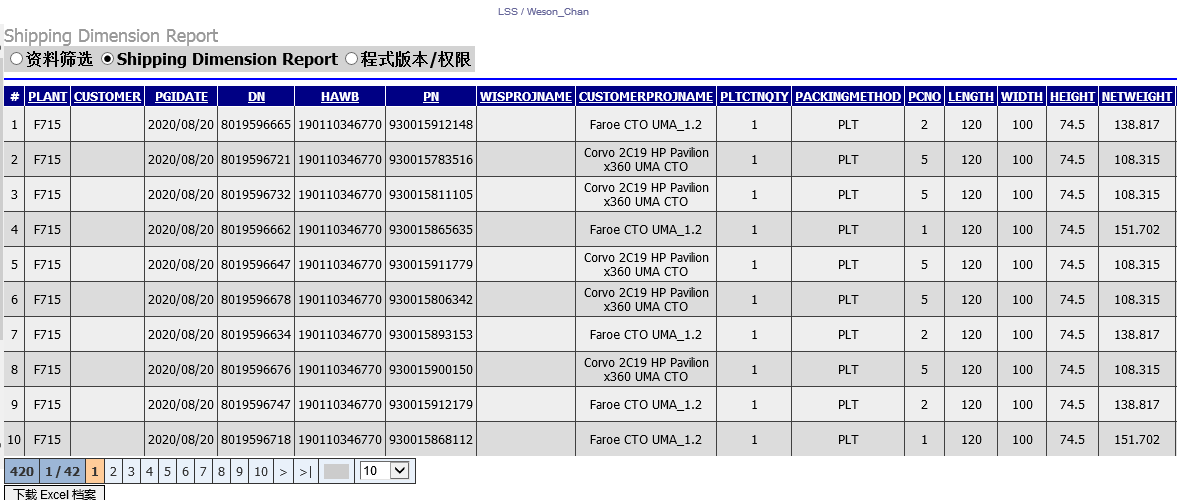 LSS / Weson_Chan
Shipping Dimension Report
资料筛选 Shipping Dimension Report 程式版本/权限
# PLANT CUSTOMER PGIDATE DN HAWB PN WISPROJNAME CUSTOMERPROJNAME PLTCTNQTY PACKINGMETHOD PCNO LENGTH WIDTH HEIGHT NETWEIGHT
1 F715 2020/08/20 8019596665 190110346770 930015912148 Faroe CTO UMA_1.2 1 PLT 2 120 100 74.5 138.817
2 F715 2020/08/20 8019596721 190110346770 930015783516 Corvo 2C19 HP Pavilion x360 UMA CTO 1 PLT 5 120 100 74.5 108.315
3 F715 2020/08/20 8019596732 190110346770 930015811105 Corvo 2C19 HP Pavilion x360 UMA CTO 1 PLT 5 120 100 74.5 108.315
4 F715 2020/08/20 8019596662 190110346770 930015865635 Faroe CTO UMA_1.2 1 PLT 1 120 100 74.5 151.702
5 F715 2020/08/20 8019596647 190110346770 930015911779 Corvo 2C19 HP Pavilion x360 UMA CTO 1 PLT 5 120 100 74.5 108.315
6 F715 2020/08/20 8019596678 190110346770 930015806342 Corvo 2C19 HP Pavilion x360 UMA CTO 1 PLT 5 120 100 74.5 108.315
7 F715 2020/08/20 8019596634 190110346770 930015893153 Faroe CTO UMA_1.2 1 PLT 2 120 100 74.5 138.817
8 F715 2020/08/20 8019596676 190110346770 930015900150 Corvo 2C19 HP Pavilion x360 UMA CTO 1 PLT 5 120 100 74.5 108.315
9 F715 2020/08/20 8019596747 190110346770 930015912179 Faroe CTO UMA_1.2 1 PLT 2 120 100 74.5 138.817
10 F715 2020/08/20 8019596718 190110346770 930015868112 Faroe CTO UMA_1.2 1 PLT 1 120 100 74.5 151.702
420 1 / 42 1 2 3 4 5 6 7 8 9 10 > >| 10
下载 Excel 档案